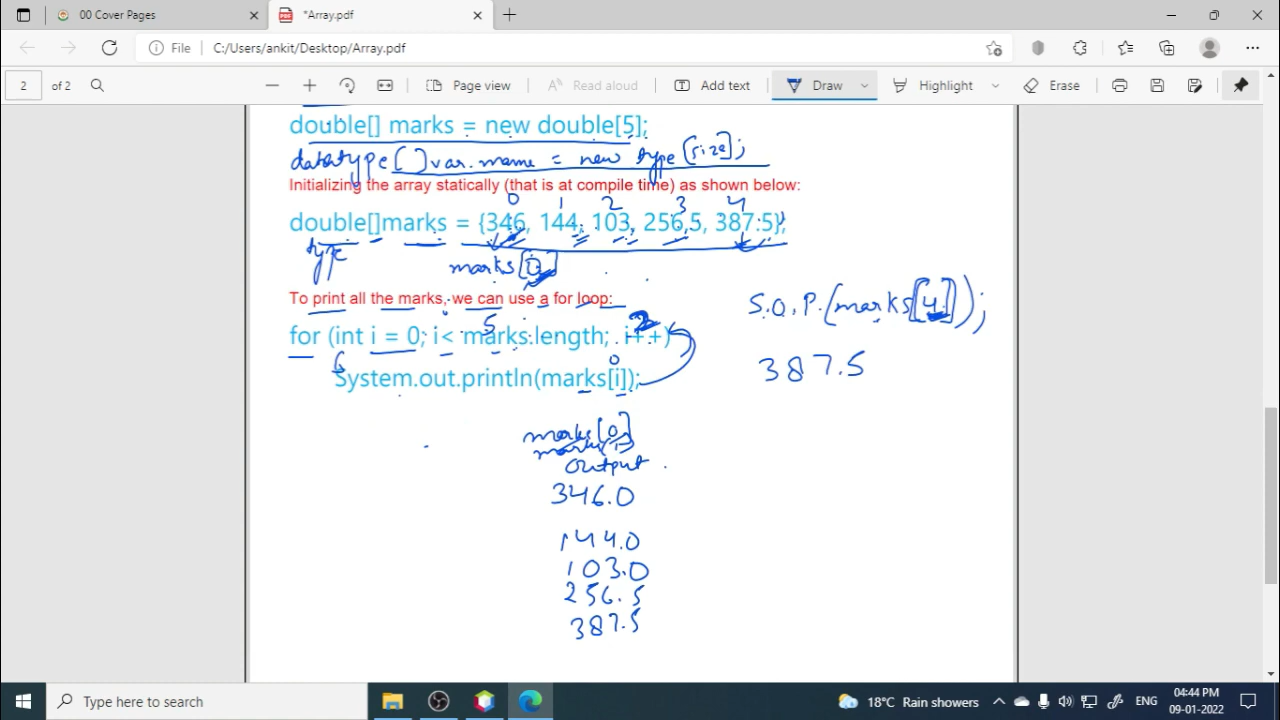 00 Cover Pages
*Array.pdf
File
C:/Users/ankit/Desktop/Array.pdf
2 of 2
Page view
Read aloud
Add text
Draw
Highlight
Erase
double[] marks = new double[5];
datatype[] var.name = new type[size];
Initializing the array statically (that is at compile time) as shown below:
0 1 2 3 4
double[]marks = {346, 144, 103, 256,5, 387.5};
type
marks[0]
To print all the marks, we can use a for loop:
S.O.P.(marks[4]);
5
2
for (int i = 0; i< marks.length; i++)
387.5
0
System.out.println(marks[i]);
marks[0]
marks[1]
output
346.0
144.0
103.0
256.5
387.5
Type here to search
18°C Rain showers
ENG
04:44 PM
09-01-2022